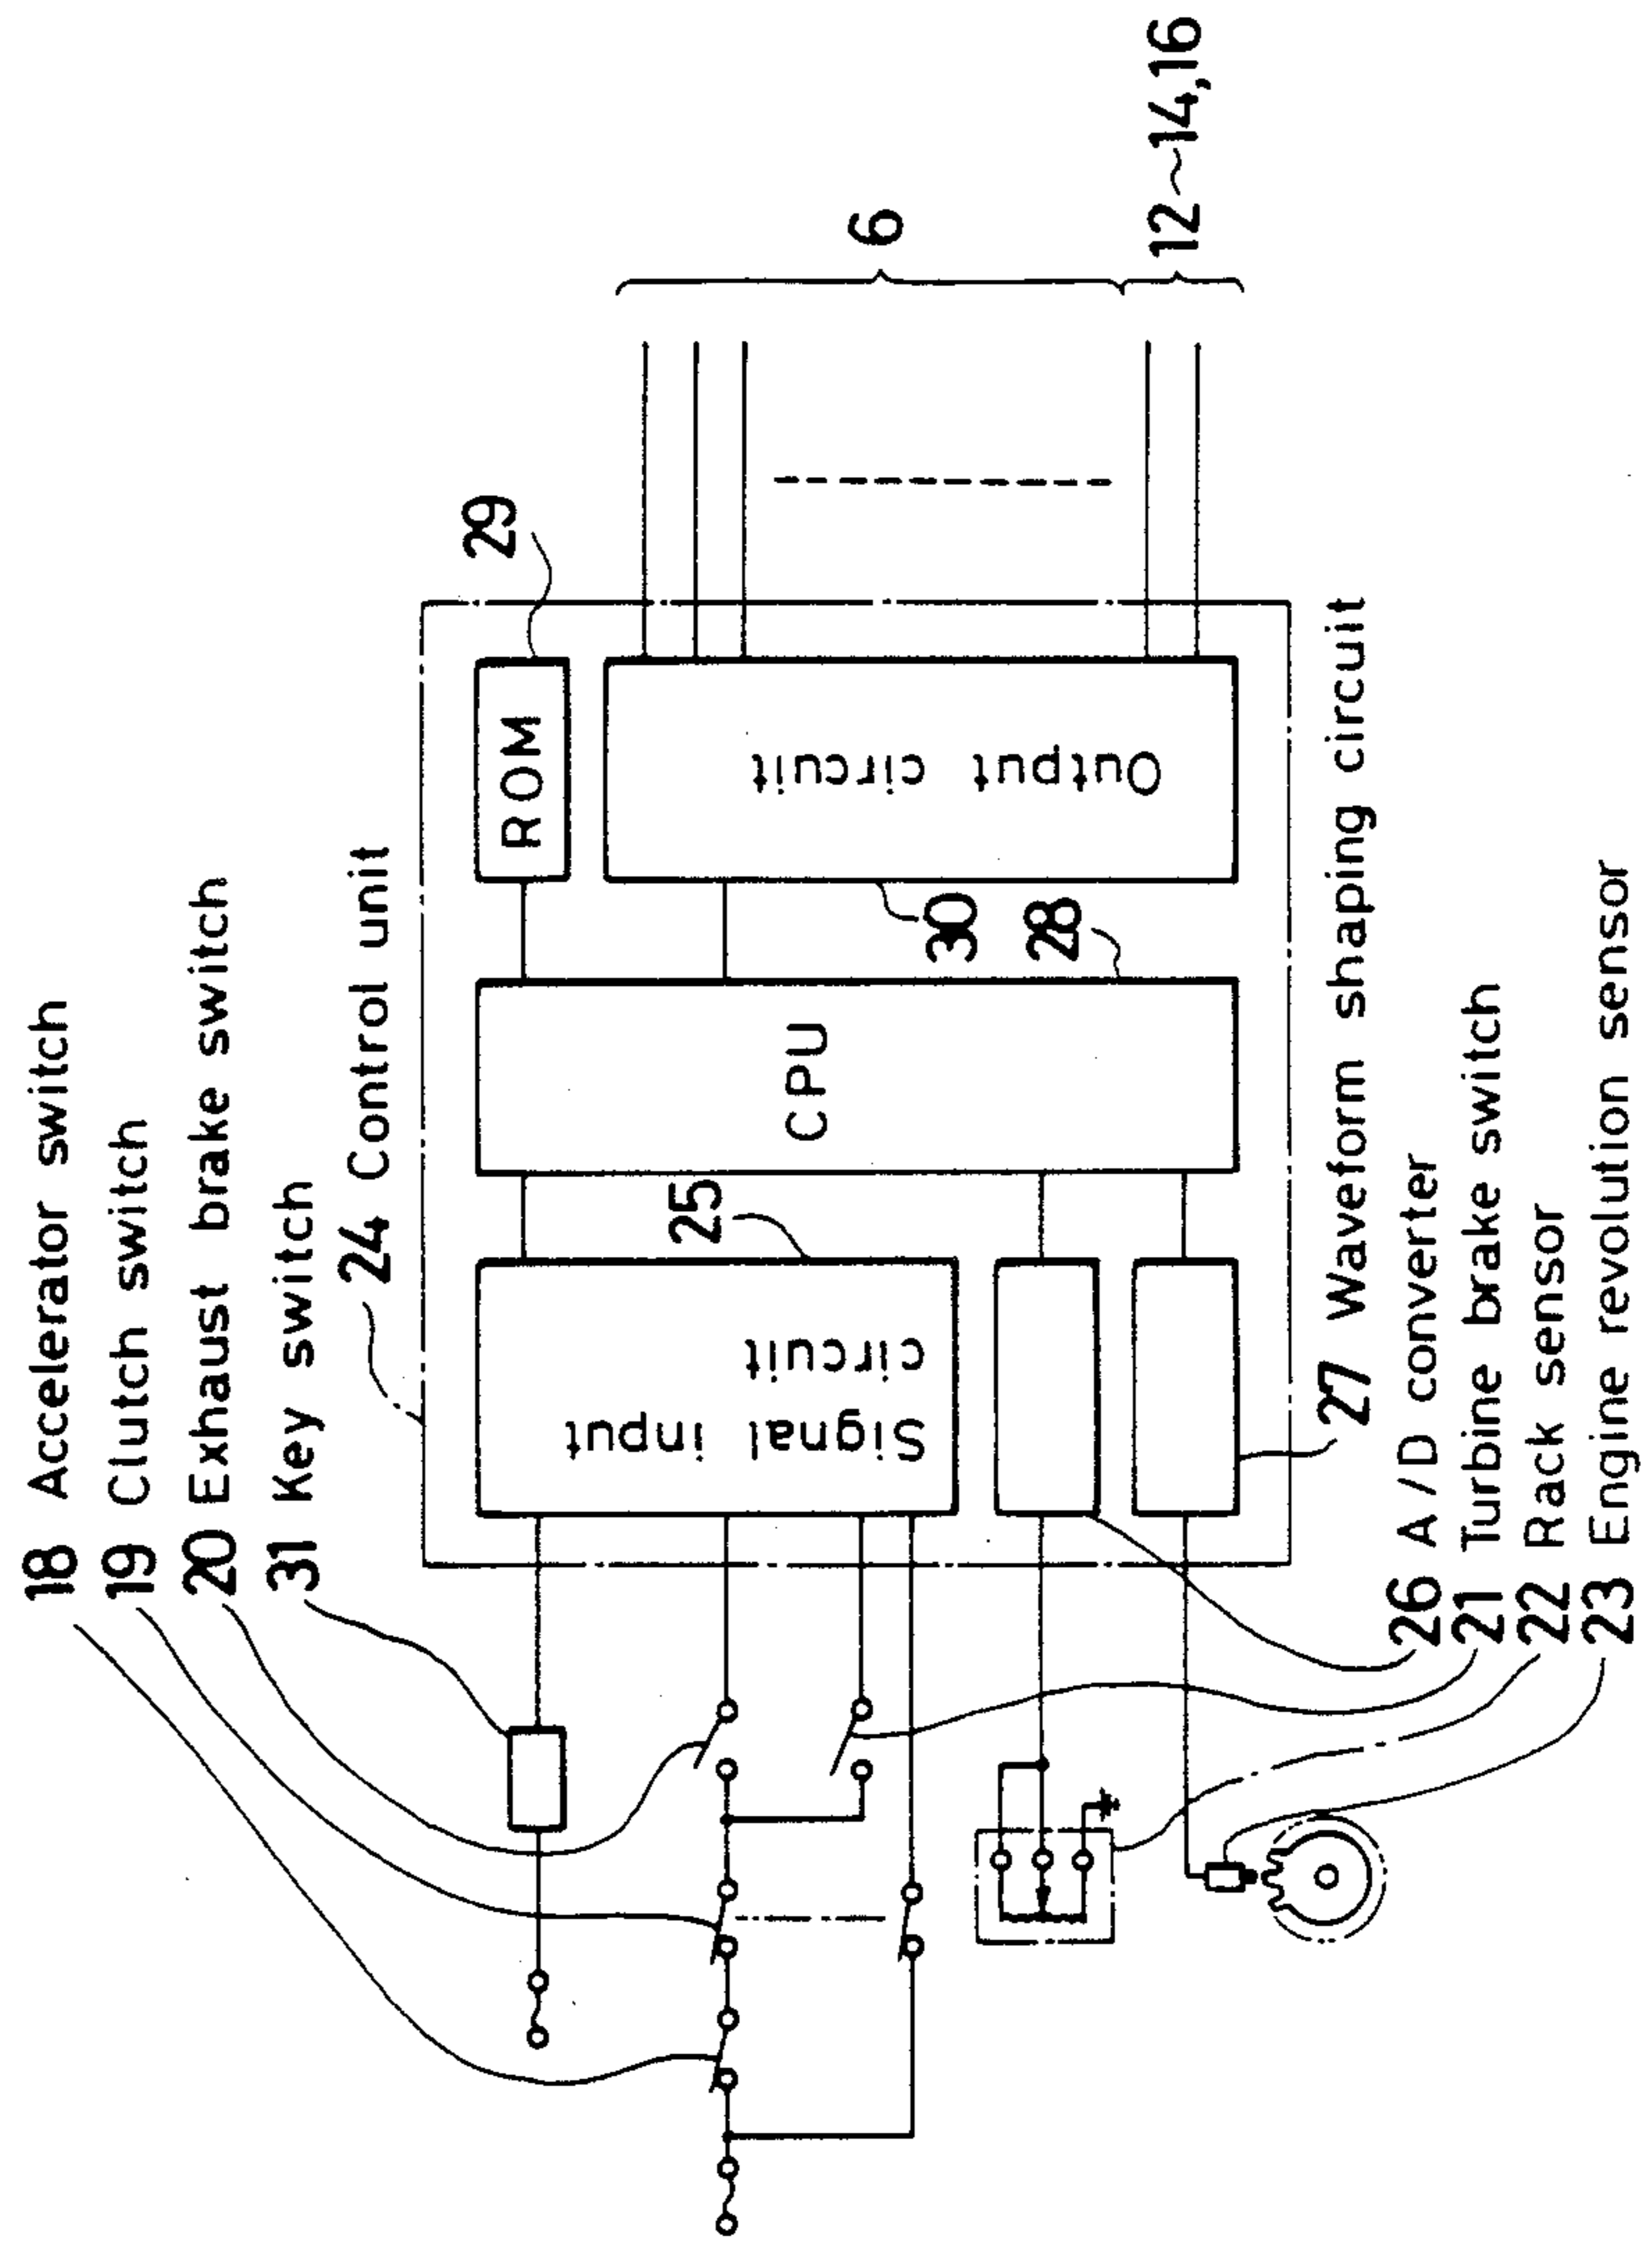 18 Accelerator switch
19 Clutch switch
20 Exhaust brake switch
31 Key switch
24 Control unit
29
ROM
6
12~14,16
Signal input
circuit
25
CPU
Output circuit
30
28
27 Waveform shaping circuit
26 A/D converter
21 Turbine brake switch
22 Rack sensor
23 Engine revolution sensor